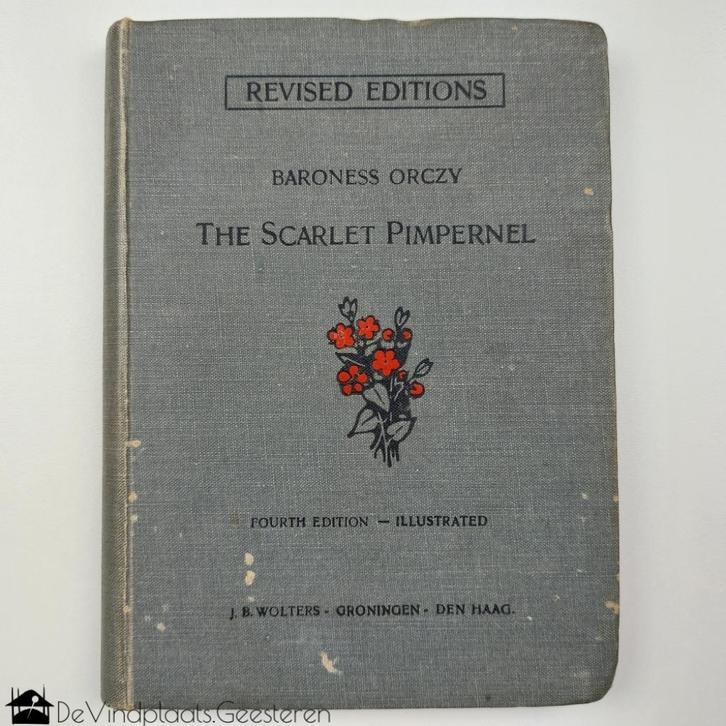 REVISED EDITIONS
BARONESS ORCZY
THE SCARLET PIMPERNEL
FOURTH EDITION — ILLUSTRATED
J. B. WOLTERS - GRONINGEN - DEN HAAG.
DeVindplaats.Geesteren